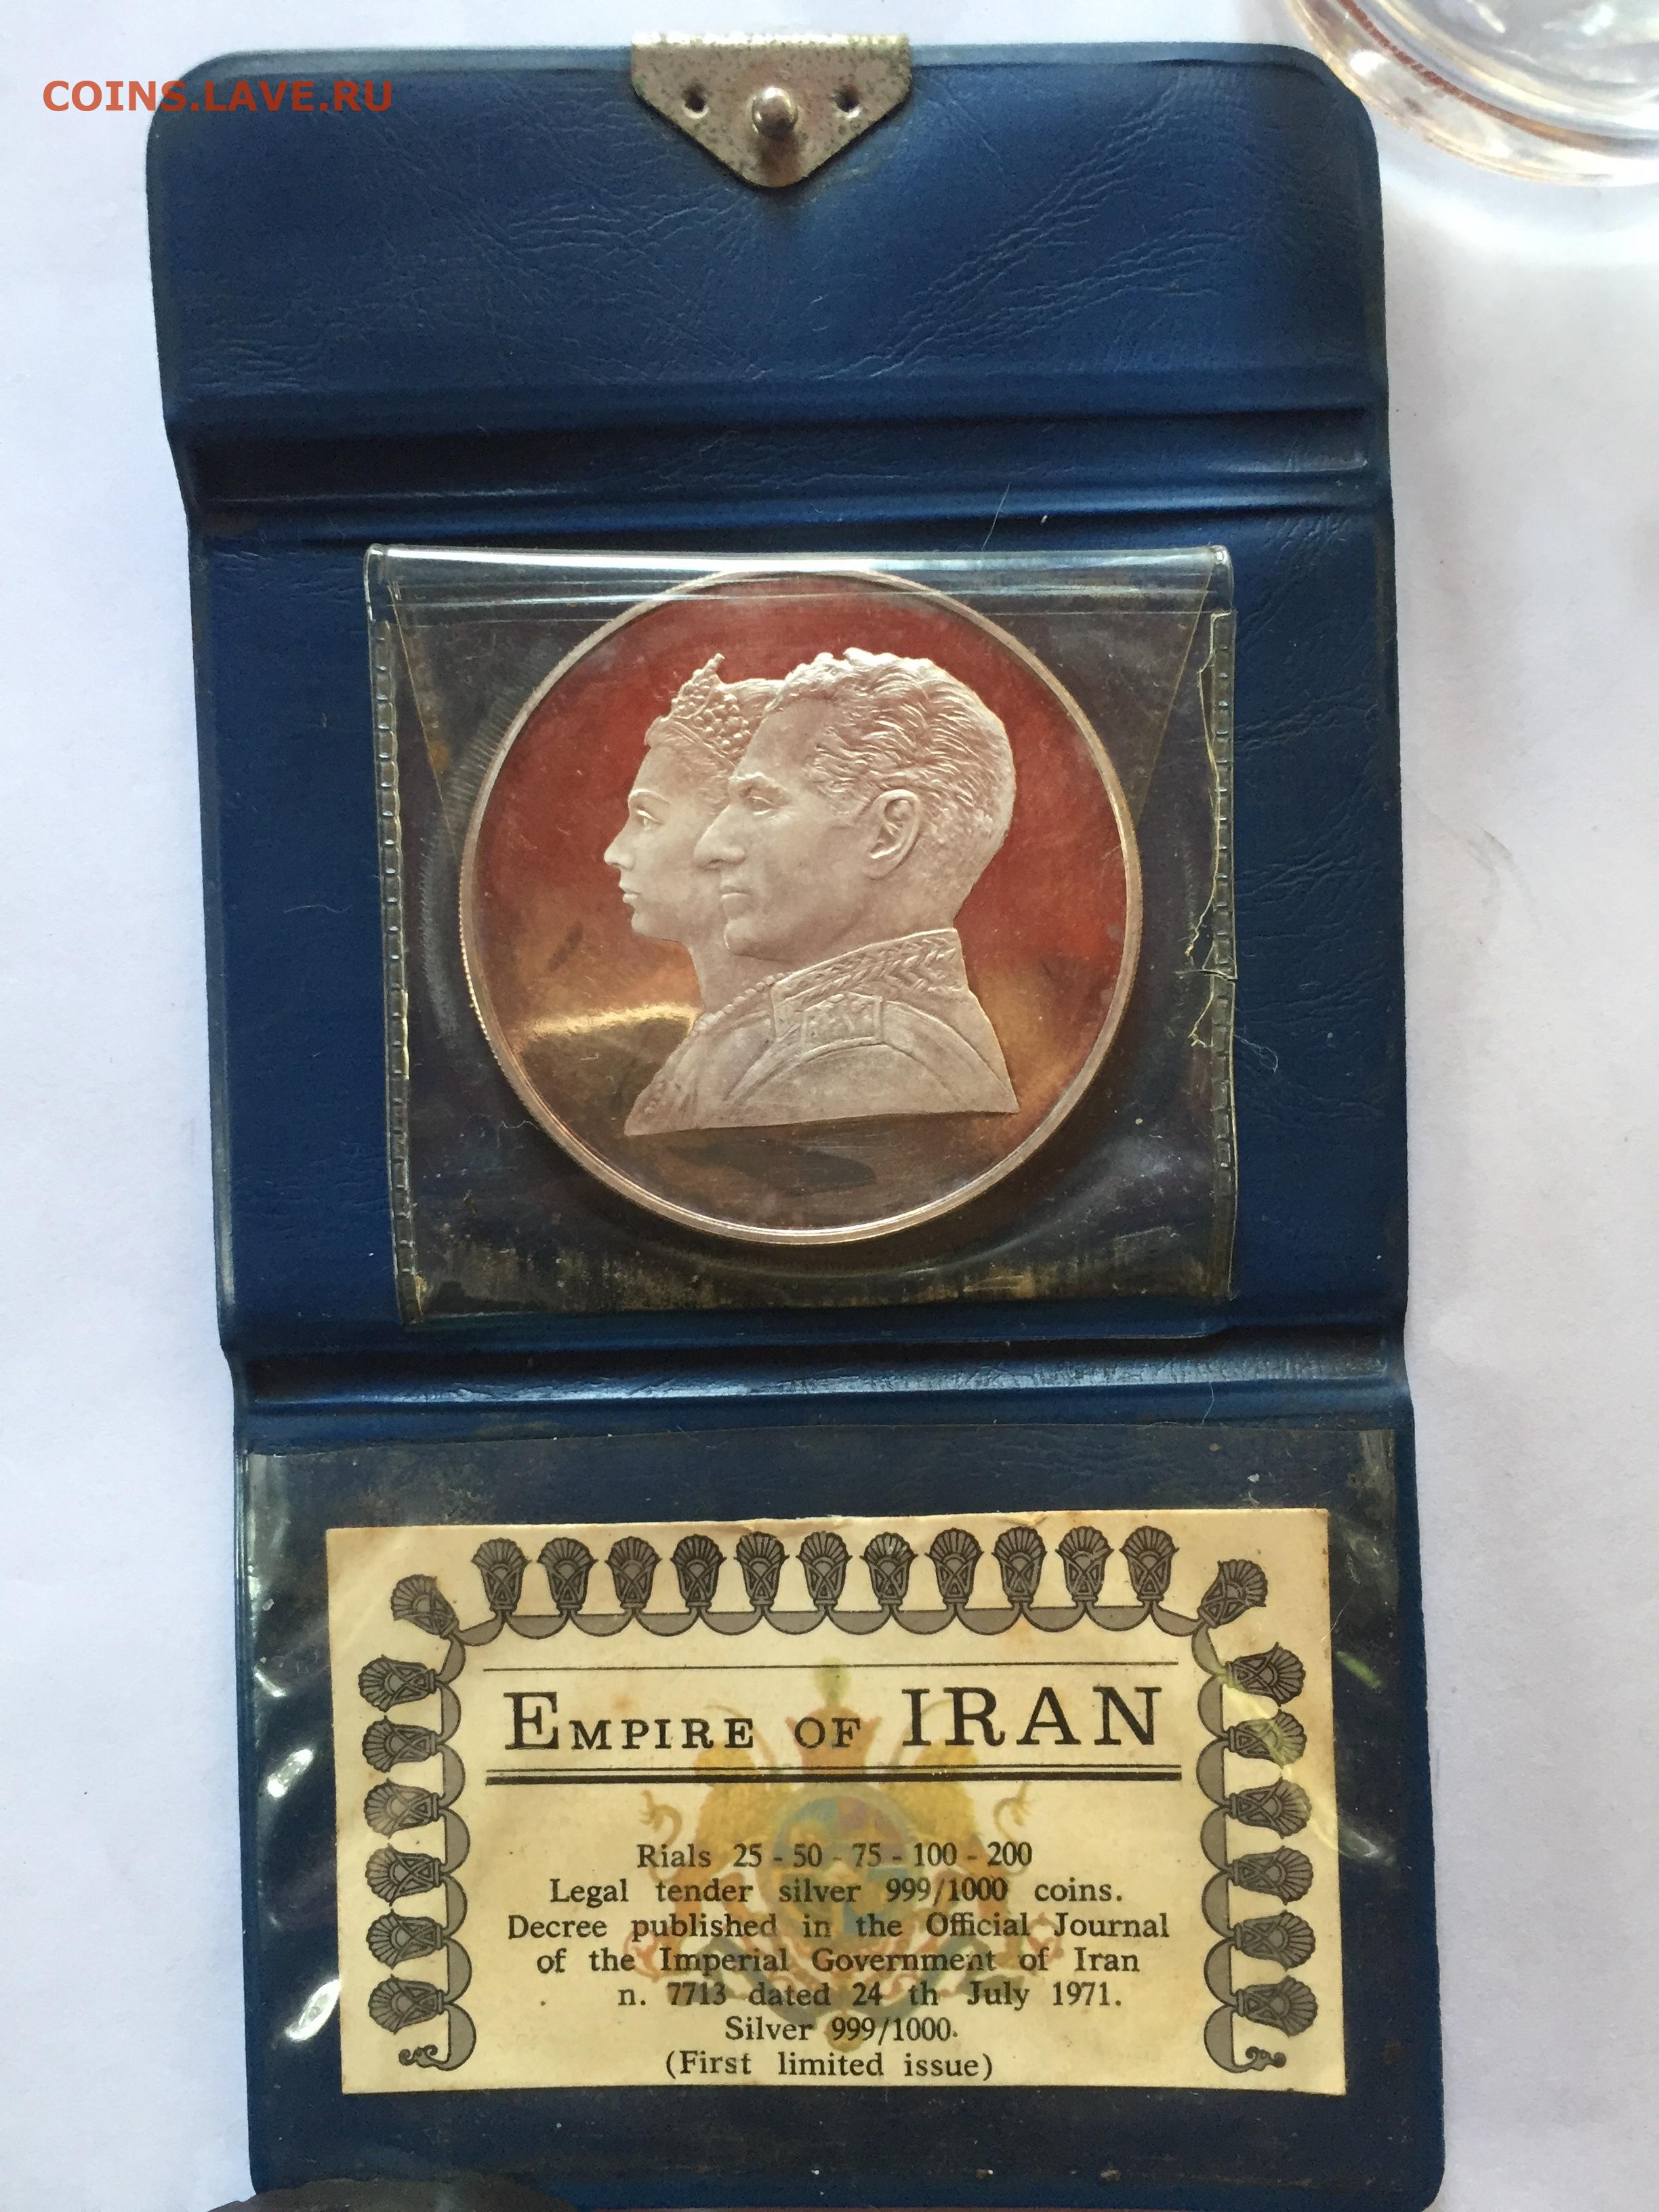 COINS.LAVE.RU
EMPIRE OF IRAN
Rials 25 - 50 - 75 - 100 - 200
Legal tender silver 999/1000 coins.
Decree published in the Official Journal
of the Imperial Government of Iran
n. 7713 dated 24 th July 1971.
Silver 999/1000.
(First limited issue)